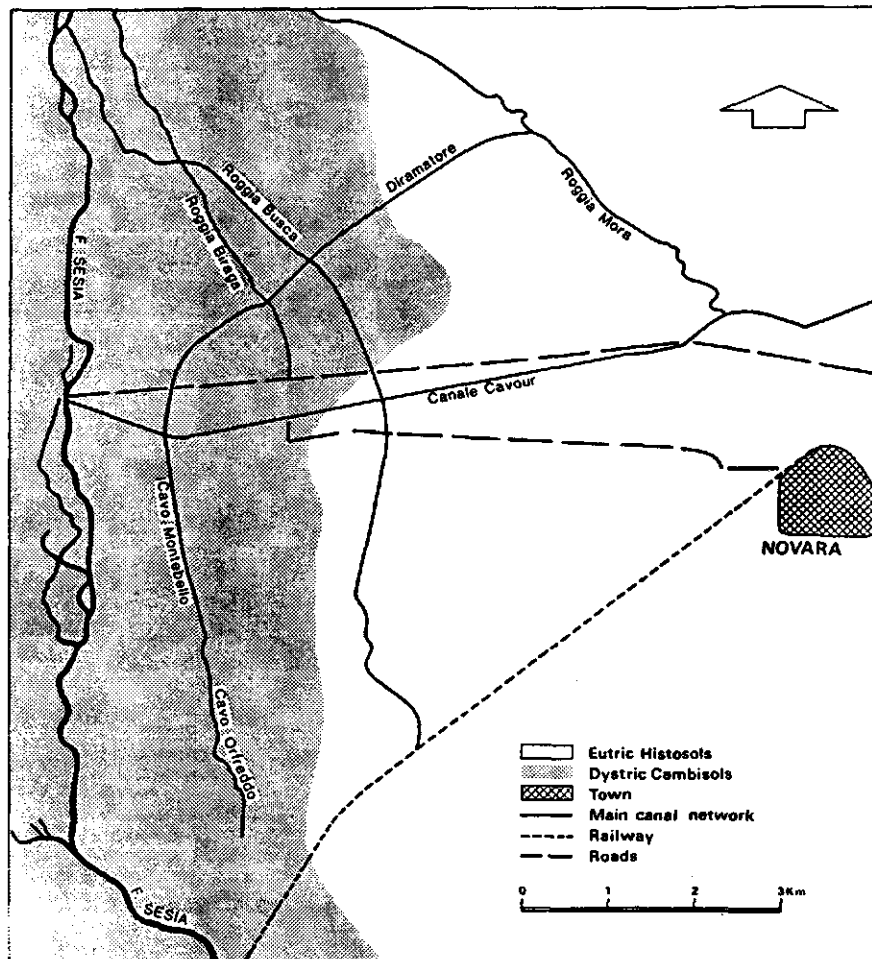 Roggia Busca
Diramatore
Roggia Mora
Roggia Biraga
F. SESIA
Canale Cavour
Cavo Montebello
NOVARA
Cavo Orfreddo
Eutric Histosols
Dystric Cambisols
Town
Main canal network
Railway
Roads
0 1 2 3Km
F. SESIA